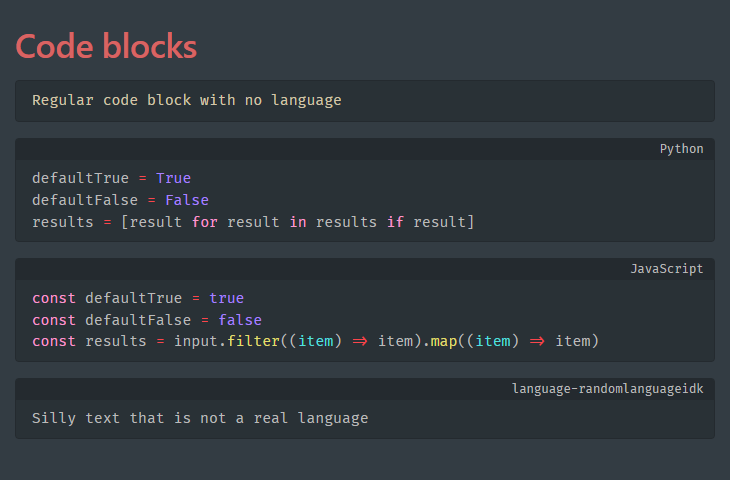 Code blocks
Regular code block with no language
Python
defaultTrue = True
defaultFalse = False
results = [result for result in results if result]
JavaScript
const defaultTrue = true
const defaultFalse = false
const results = input.filter((item) => item).map((item) => item)
language-randomlanguageidk
Silly text that is not a real language